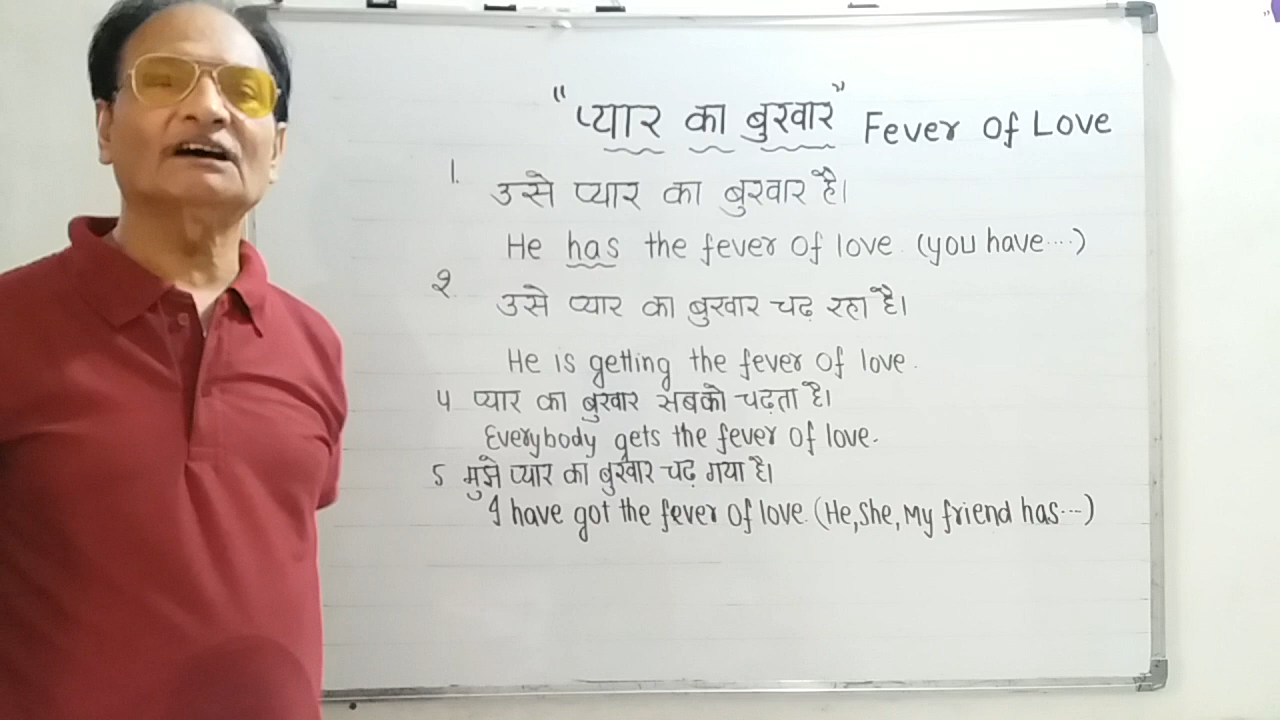 "प्यार का बुखार" Fever Of Love
1. उसे प्यार का बुखार है।
He has the fever Of love. (you have....)
२. उसे प्यार का बुखार चढ़ रहा है।
He is getting the fever Of love.
4 प्यार का बुखार सबको चढ़ता है।
Everybody gets the fever Of love.
5 मुझे प्यार का बुखार चढ़ गया है।
I have got the fever Of love. (He, She, My friend has...)